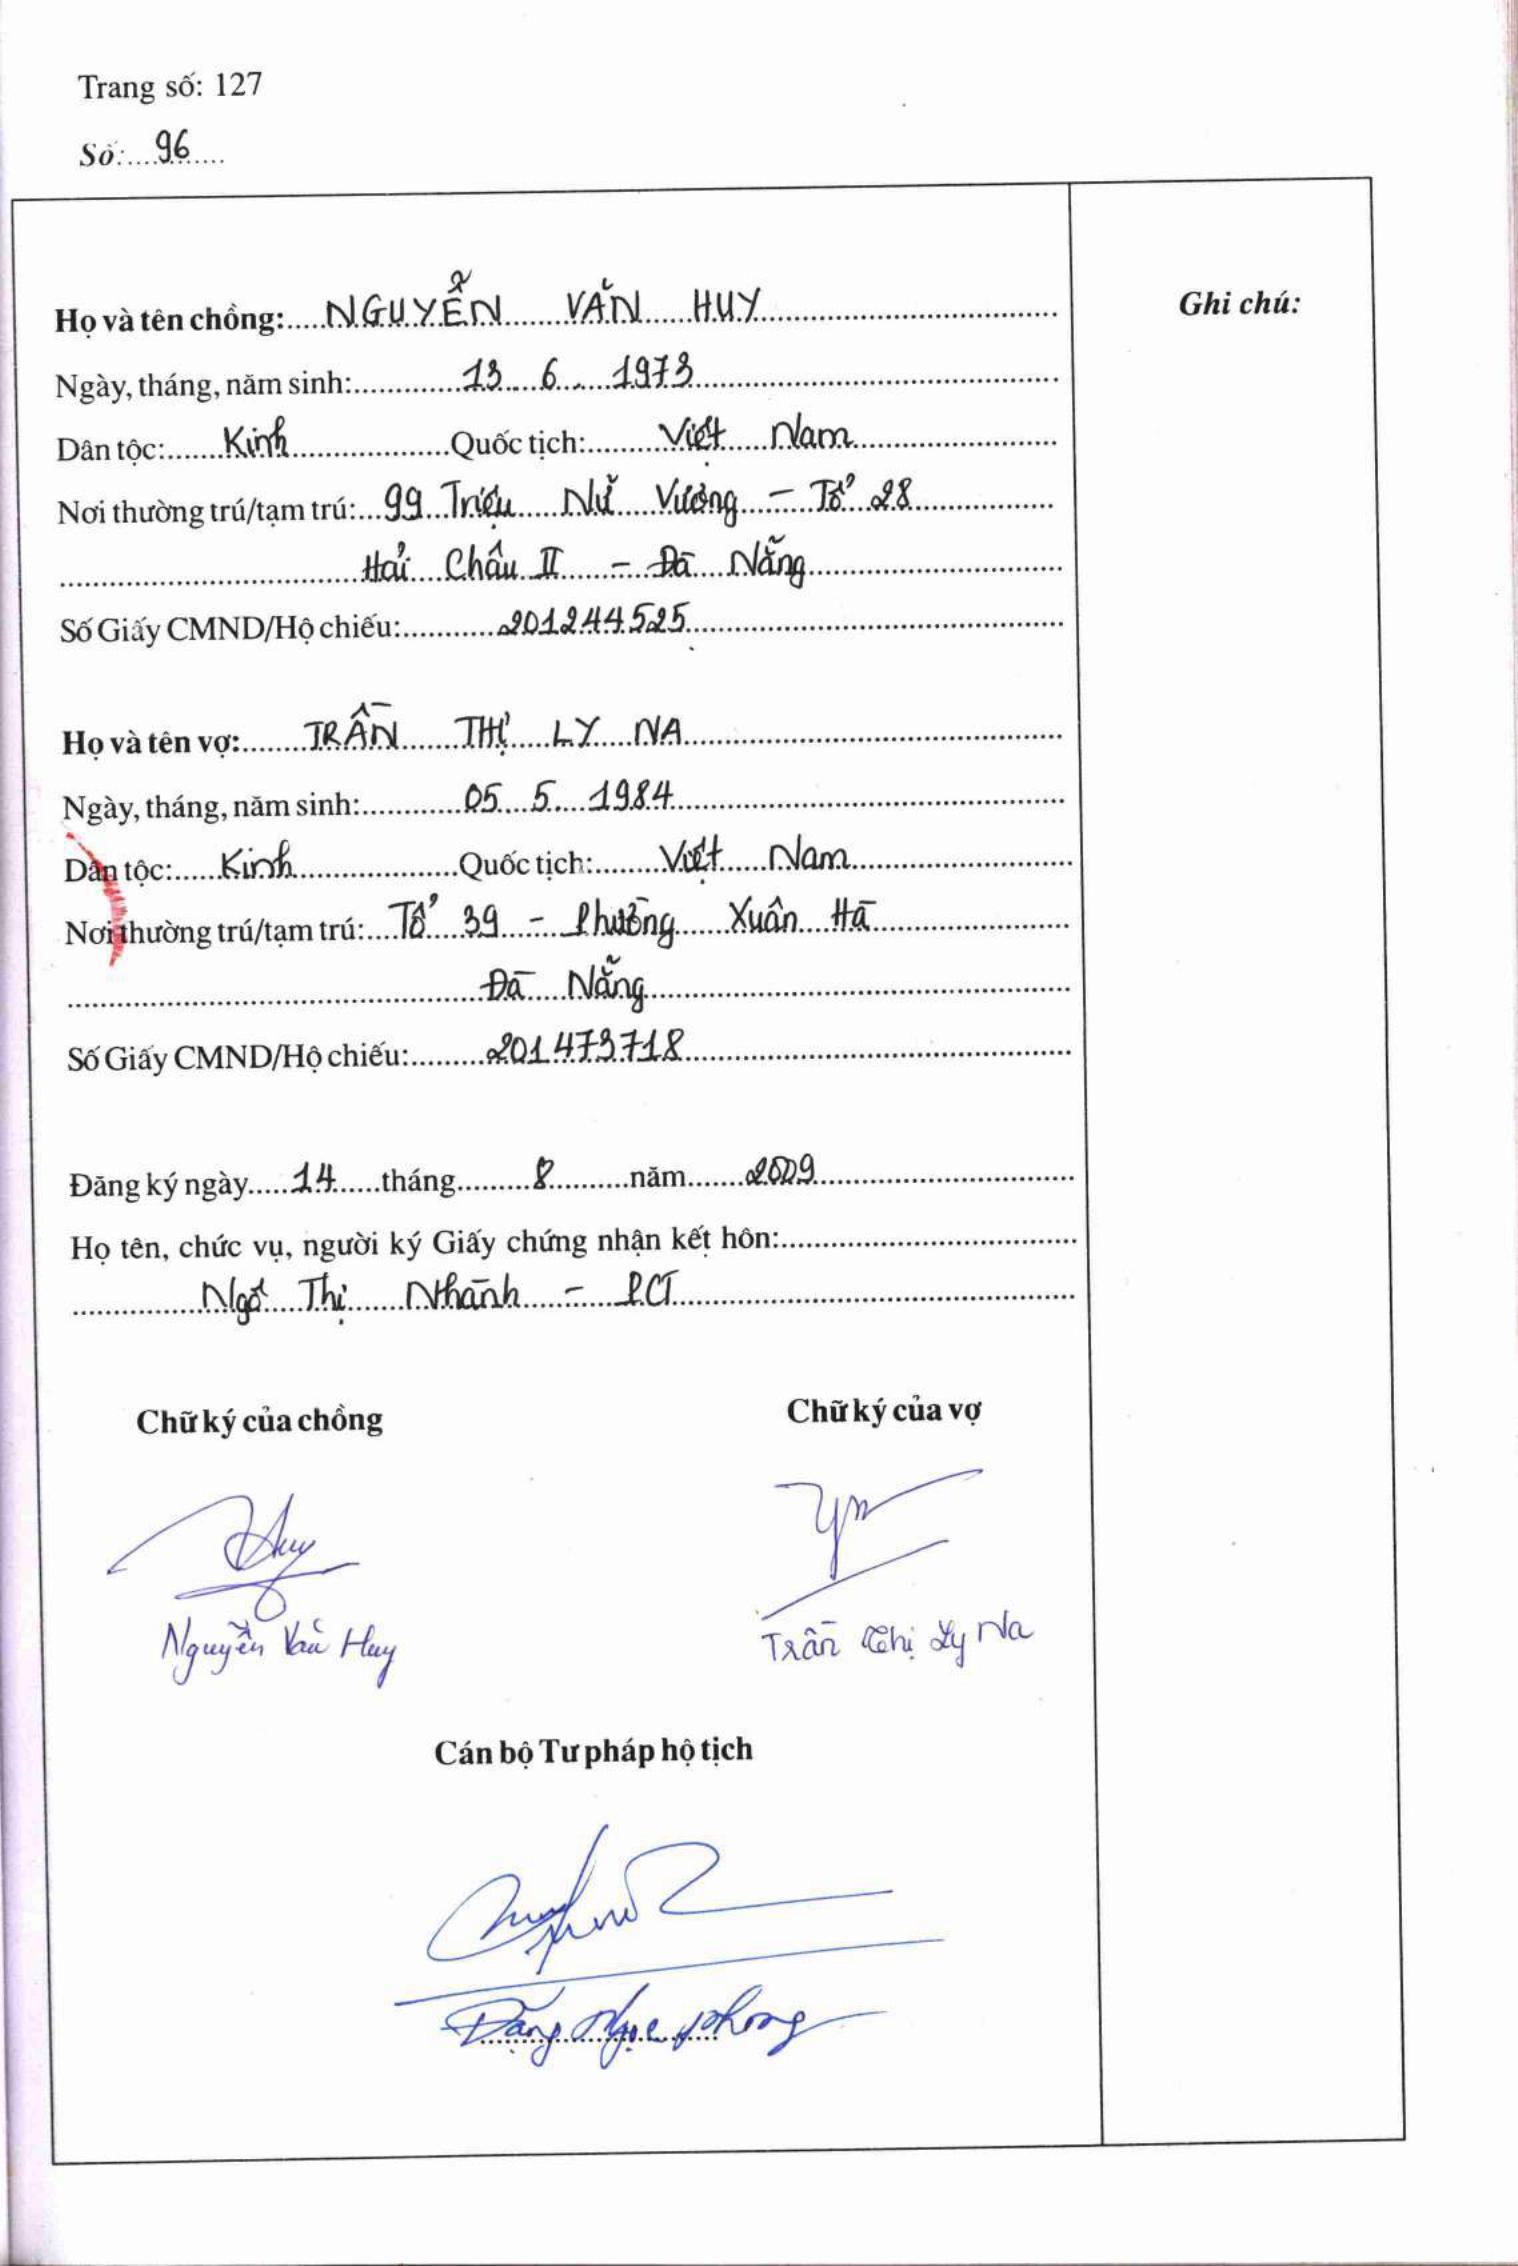 Trang số: 127
Số: 96
Ghi chú:
Họ và tên chồng: NGUYỄN VĂN HUY
Ngày, tháng, năm sinh: 13 6 1973
Dân tộc: Kinh Quốc tịch: Việt Nam
Nơi thường trú/tạm trú: 99 Triệu Nữ Vương - Tổ 28
Hải Châu II - Đà Nẵng
Số Giấy CMND/Hộ chiếu: 201244525
Họ và tên vợ: TRẦN THỊ LY NA
Ngày, tháng, năm sinh: 05 5 1984
Dân tộc: Kinh Quốc tịch: Việt Nam
Nơi thường trú/tạm trú: Tổ 39 - Phường Xuân Hà
Đà Nẵng
Số Giấy CMND/Hộ chiếu: 201473718
Đăng ký ngày 14 tháng 8 năm 2009
Họ tên, chức vụ, người ký Giấy chứng nhận kết hôn:
Ngô Thị Nhành - PCT
Chữ ký của chồng Chữ ký của vợ
Huy
Nguyễn Văn Huy Trần Thị Ly Na
Cán bộ Tư pháp hộ tịch
Đặng Ngọc Phong